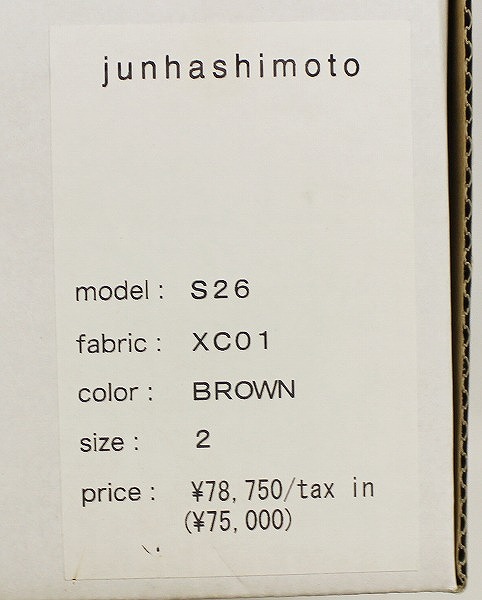 junhashimoto
model : S26
fabric : XC01
color : BROWN
size : 2
price : ¥78,750/tax in
(¥75,000)